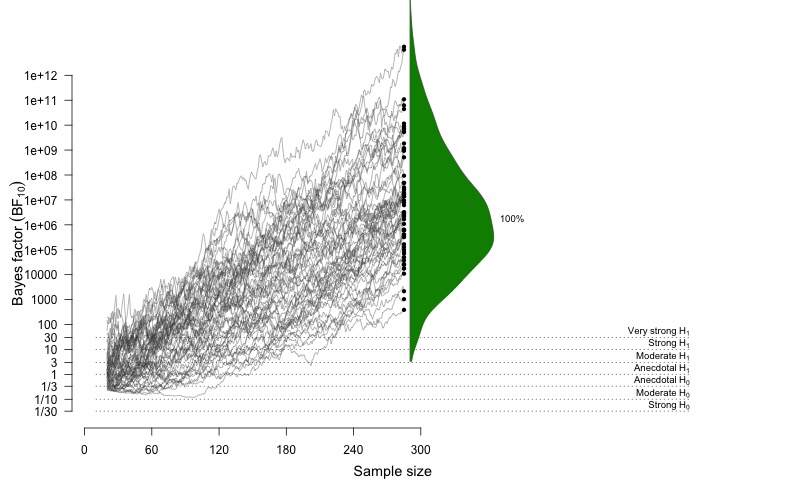 1e+12
1e+11
1e+10
1e+09
1e+08
1e+07
1e+06
1e+05
10000
1000
100
30
10
3
1
1/3
1/10
1/30
Bayes factor (BF₁₀)
100%
Very strong H₁
Strong H₁
Moderate H₁
Anecdotal H₁
Anecdotal H₀
Moderate H₀
Strong H₀
0 60 120 180 240 300
Sample size